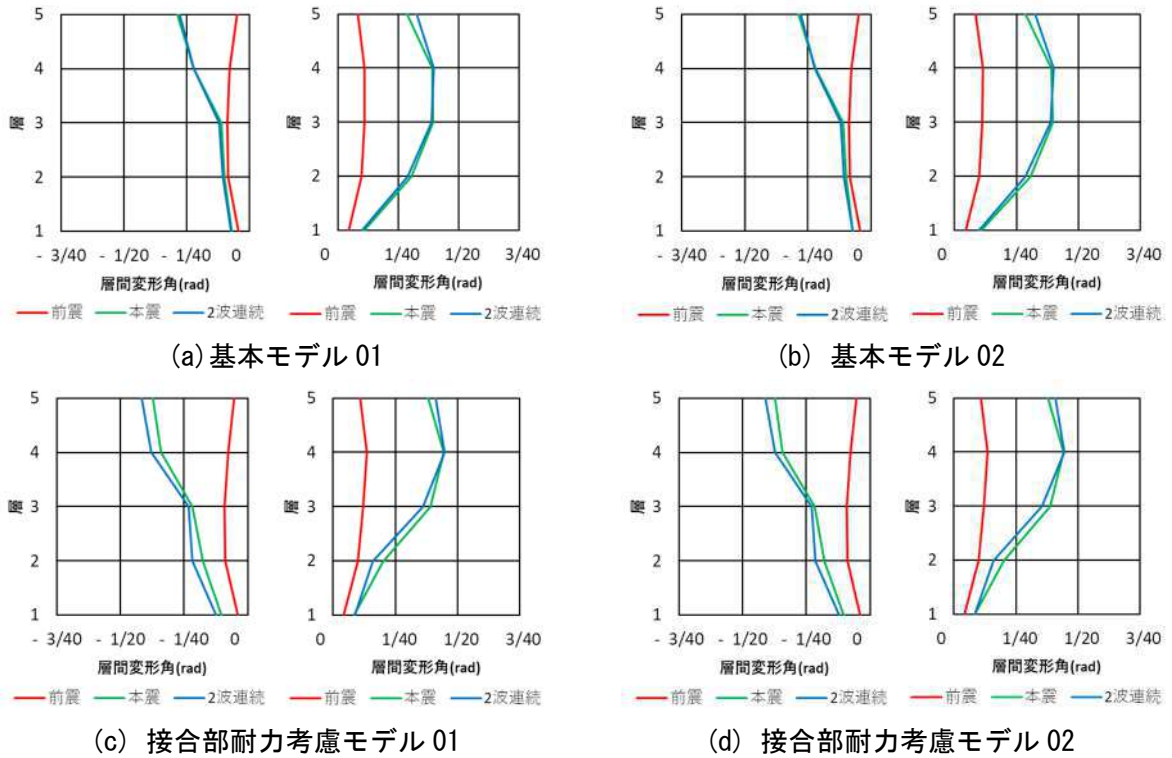 5 5 5 5
4 4
層
3 3
2 2
1 1 1 1
- 3/40 - 1/20 - 1/40 0 0 1/40 1/20 3/40 - 3/40 - 1/20 - 1/40 0 0 1/40 1/20 3/40
層間変形角(rad) 層間変形角(rad) 層間変形角(rad) 層間変形角(rad)
前震 本震 2波連続 前震 本震 2波連続 前震 本震 2波連続 前震 本震 2波連続
(a)基本モデル 01 (b) 基本モデル 02
5 5 5 5
4 4 4 4
層 層 層 層
3 3 3 3
2 2 2 2
1 1 1 1
- 3/40 - 1/20 - 1/40 0 0 1/40 1/20 3/40 - 3/40 - 1/20 - 1/40 0 0 1/40 1/20 3/40
層間変形角(rad) 層間変形角(rad) 層間変形角(rad) 層間変形角(rad)
前震 本震 2波連続 前震 本震 2波連続 前震 本震 2波連続 前震 本震 2波連続
(c) 接合部耐力考慮モデル 01 (d) 接合部耐力考慮モデル 02